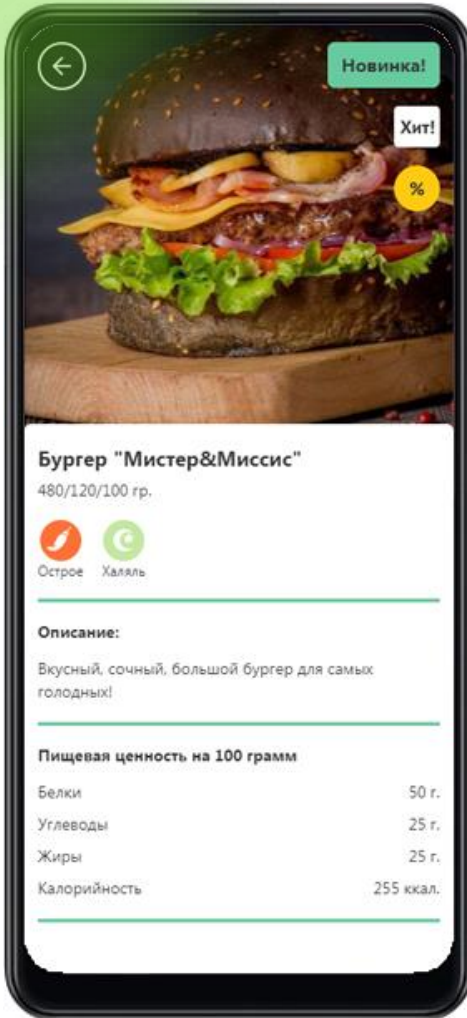 Новинка!
Хит!
%
Бургер "Мистер&Миссис"
480/120/100 гр.
Острое Халяль
Описание:
Вкусный, сочный, большой бургер для самых
голодных!
Пищевая ценность на 100 грамм
Белки 50 г.
Углеводы 25 г.
Жиры 25 г.
Калорийность 255 ккал.